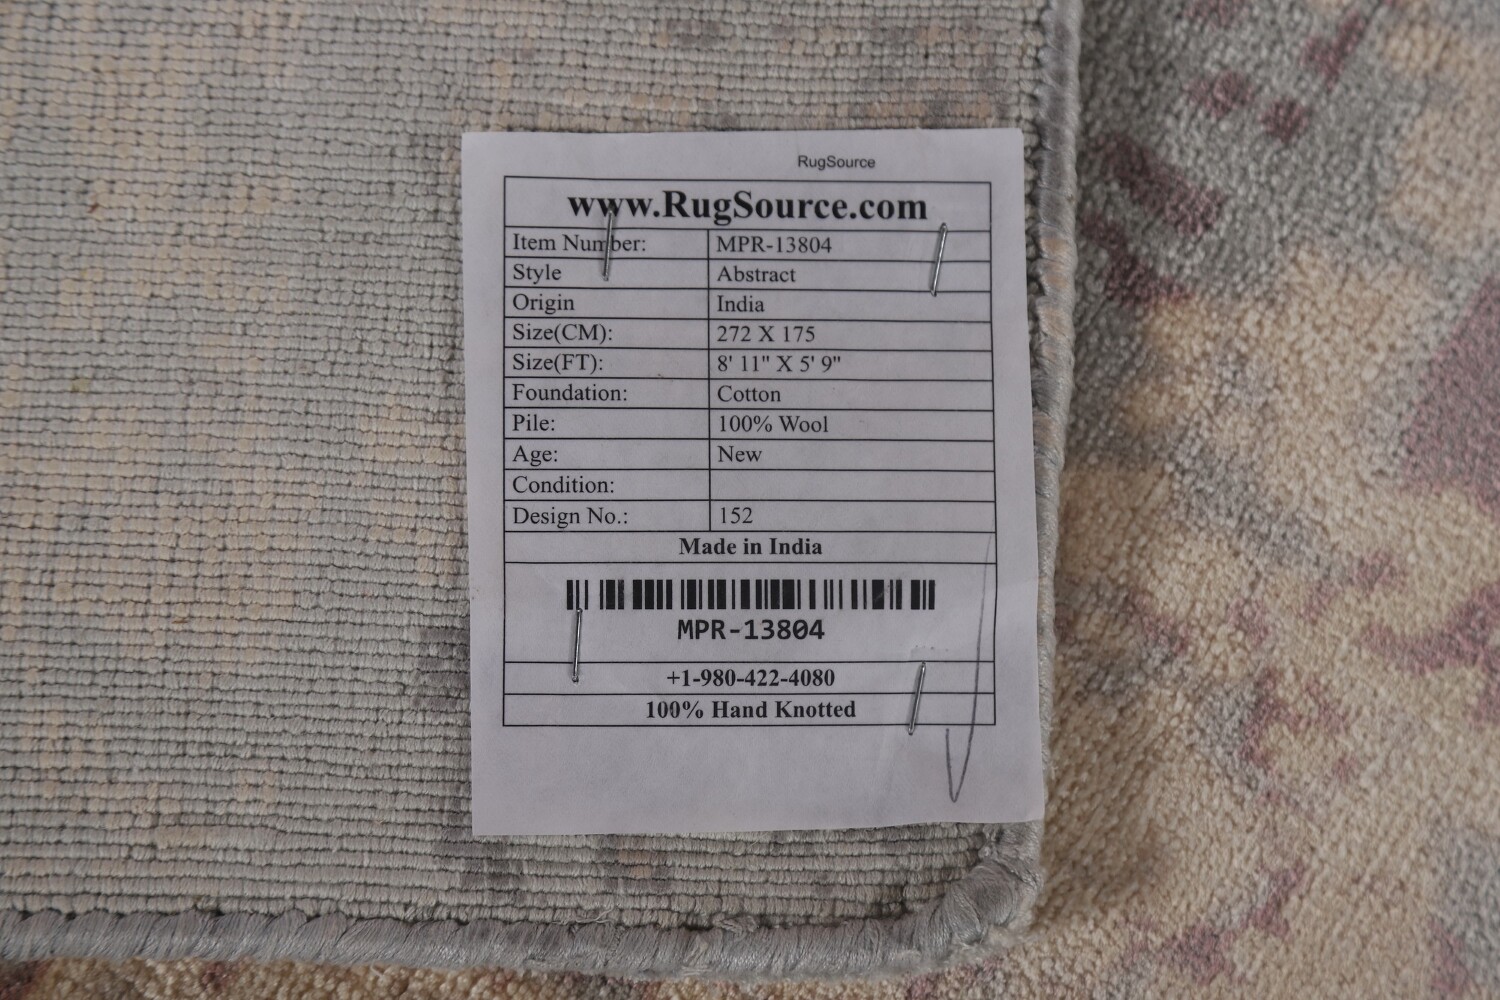 RugSource
www.RugSource.com
Item Number: MPR-13804
Style Abstract
Origin India
Size(CM): 272 X 175
Size(FT): 8' 11" X 5' 9"
Foundation: Cotton
Pile: 100% Wool
Age: New
Condition:
Design No.: 152
Made in India
MPR-13804
+1-980-422-4080
100% Hand Knotted